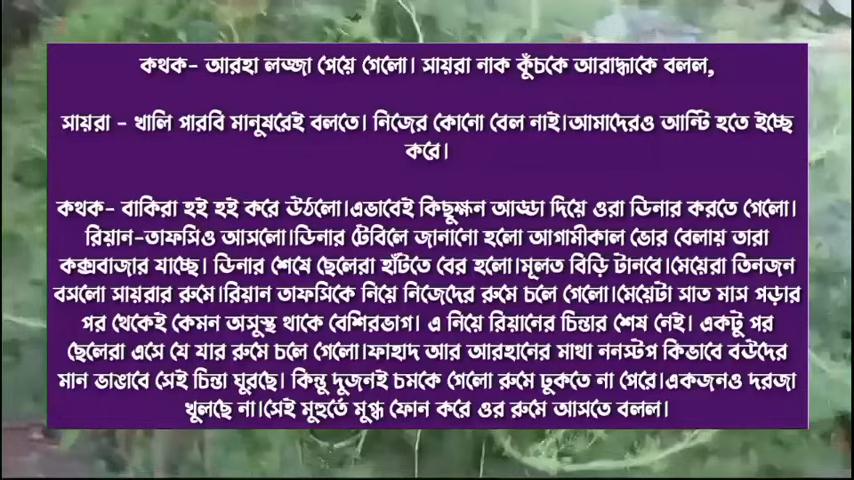 কথক- আরহা লজ্জা পেয়ে গেলো। সায়রা নাক কুঁচকে আরাদ্ধাকে বলল,
সায়রা - খালি পারবি মানুষরেই বলতে। নিজের কোনো বেল নাই।আমাদেরও আন্টি হতে ইচ্ছে
করে।
কথক- বাকিরা হই হই করে উঠলো।এভাবেই কিছুক্ষন আড্ডা দিয়ে ওরা ডিনার করতে গেলো।
রিয়ান-তাফসিও আসলো।ডিনার টেবিলে জানানো হলো আগামীকাল ভোর বেলায় তারা
কক্সবাজার যাচ্ছে। ডিনার শেষে ছেলেরা হাঁটতে বের হলো।মূলত বিড়ি টানবে।মেয়েরা তিনজন
বসলো সায়রার রুমে।রিয়ান তাফসিকে নিয়ে নিজেদের রুমে চলে গেলো।মেয়েটা সাত মাস পড়ার
পর থেকেই কেমন অসুস্থ থাকে বেশিরভাগ। এ নিয়ে রিয়ানের চিন্তার শেষ নেই। একটু পর
ছেলেরা এসে যে যার রুমে চলে গেলো।ফাহাদ আর আরহানের মাথা ননস্টপ কিভাবে বউদের
মান ভাঙাবে সেই চিন্তা ঘুরছে। কিন্তু দুজনই চমকে গেলো রুমে ঢুকতে না পেরে।একজনও দরজা
খুলছে না।সেই মুহুর্তে মুগ্ধ ফোন করে ওর রুমে আসতে বলল।